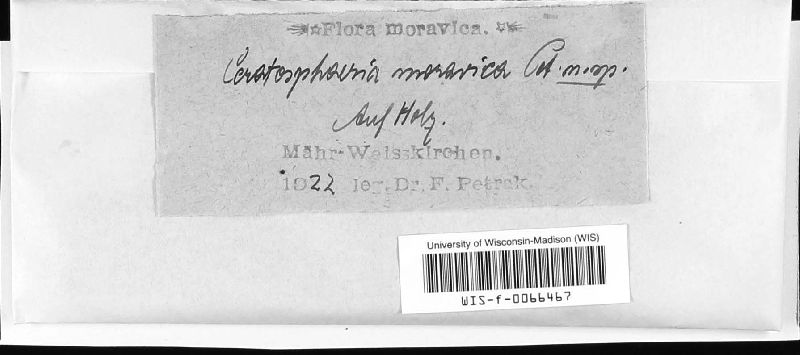 Flora moravica.
Ceratosphaeria moravica Pet. n. sp.
Auf Holz.
Mähr-Weisskirchen.
1922 leg. Dr. F. Petrak.
University of Wisconsin-Madison (WIS)
WIS-f-0066467